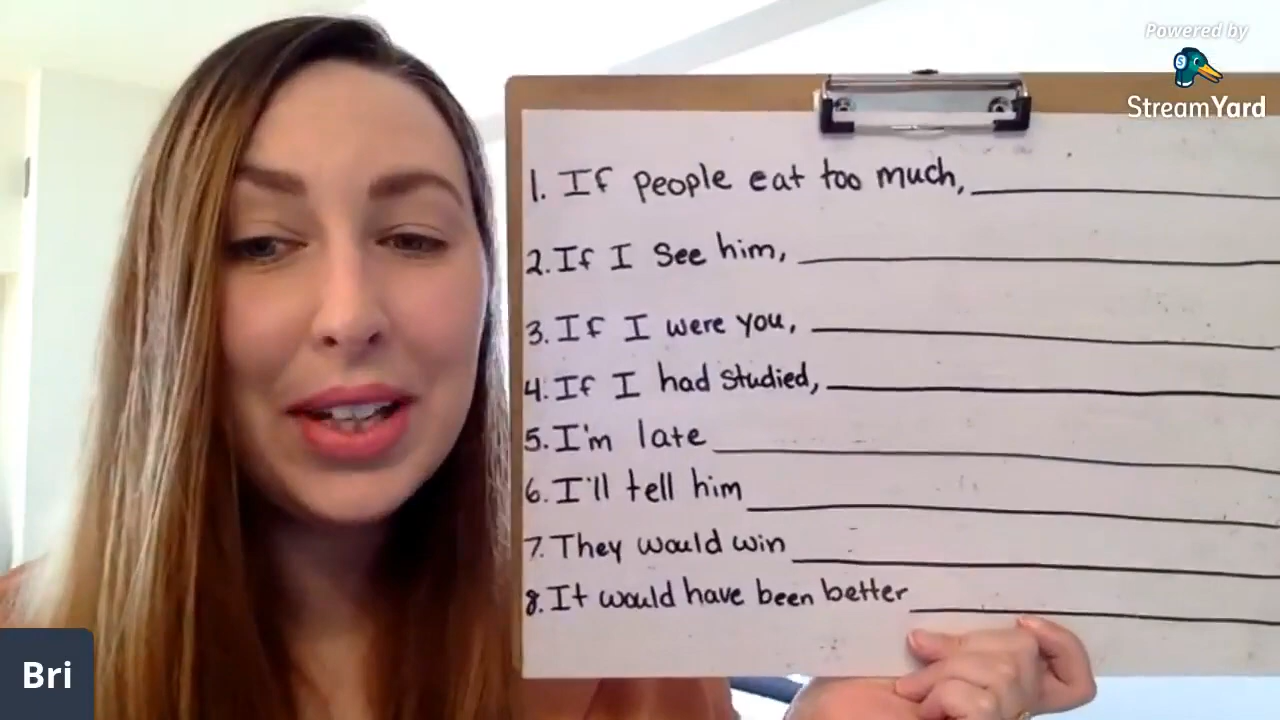 Powered by
StreamYard
1. If people eat too much,
2. If I see him,
3. If I were you,
4. If I had studied,
5. I'm late
6. I'll tell him
7. They would win
8. It would have been better
Bri